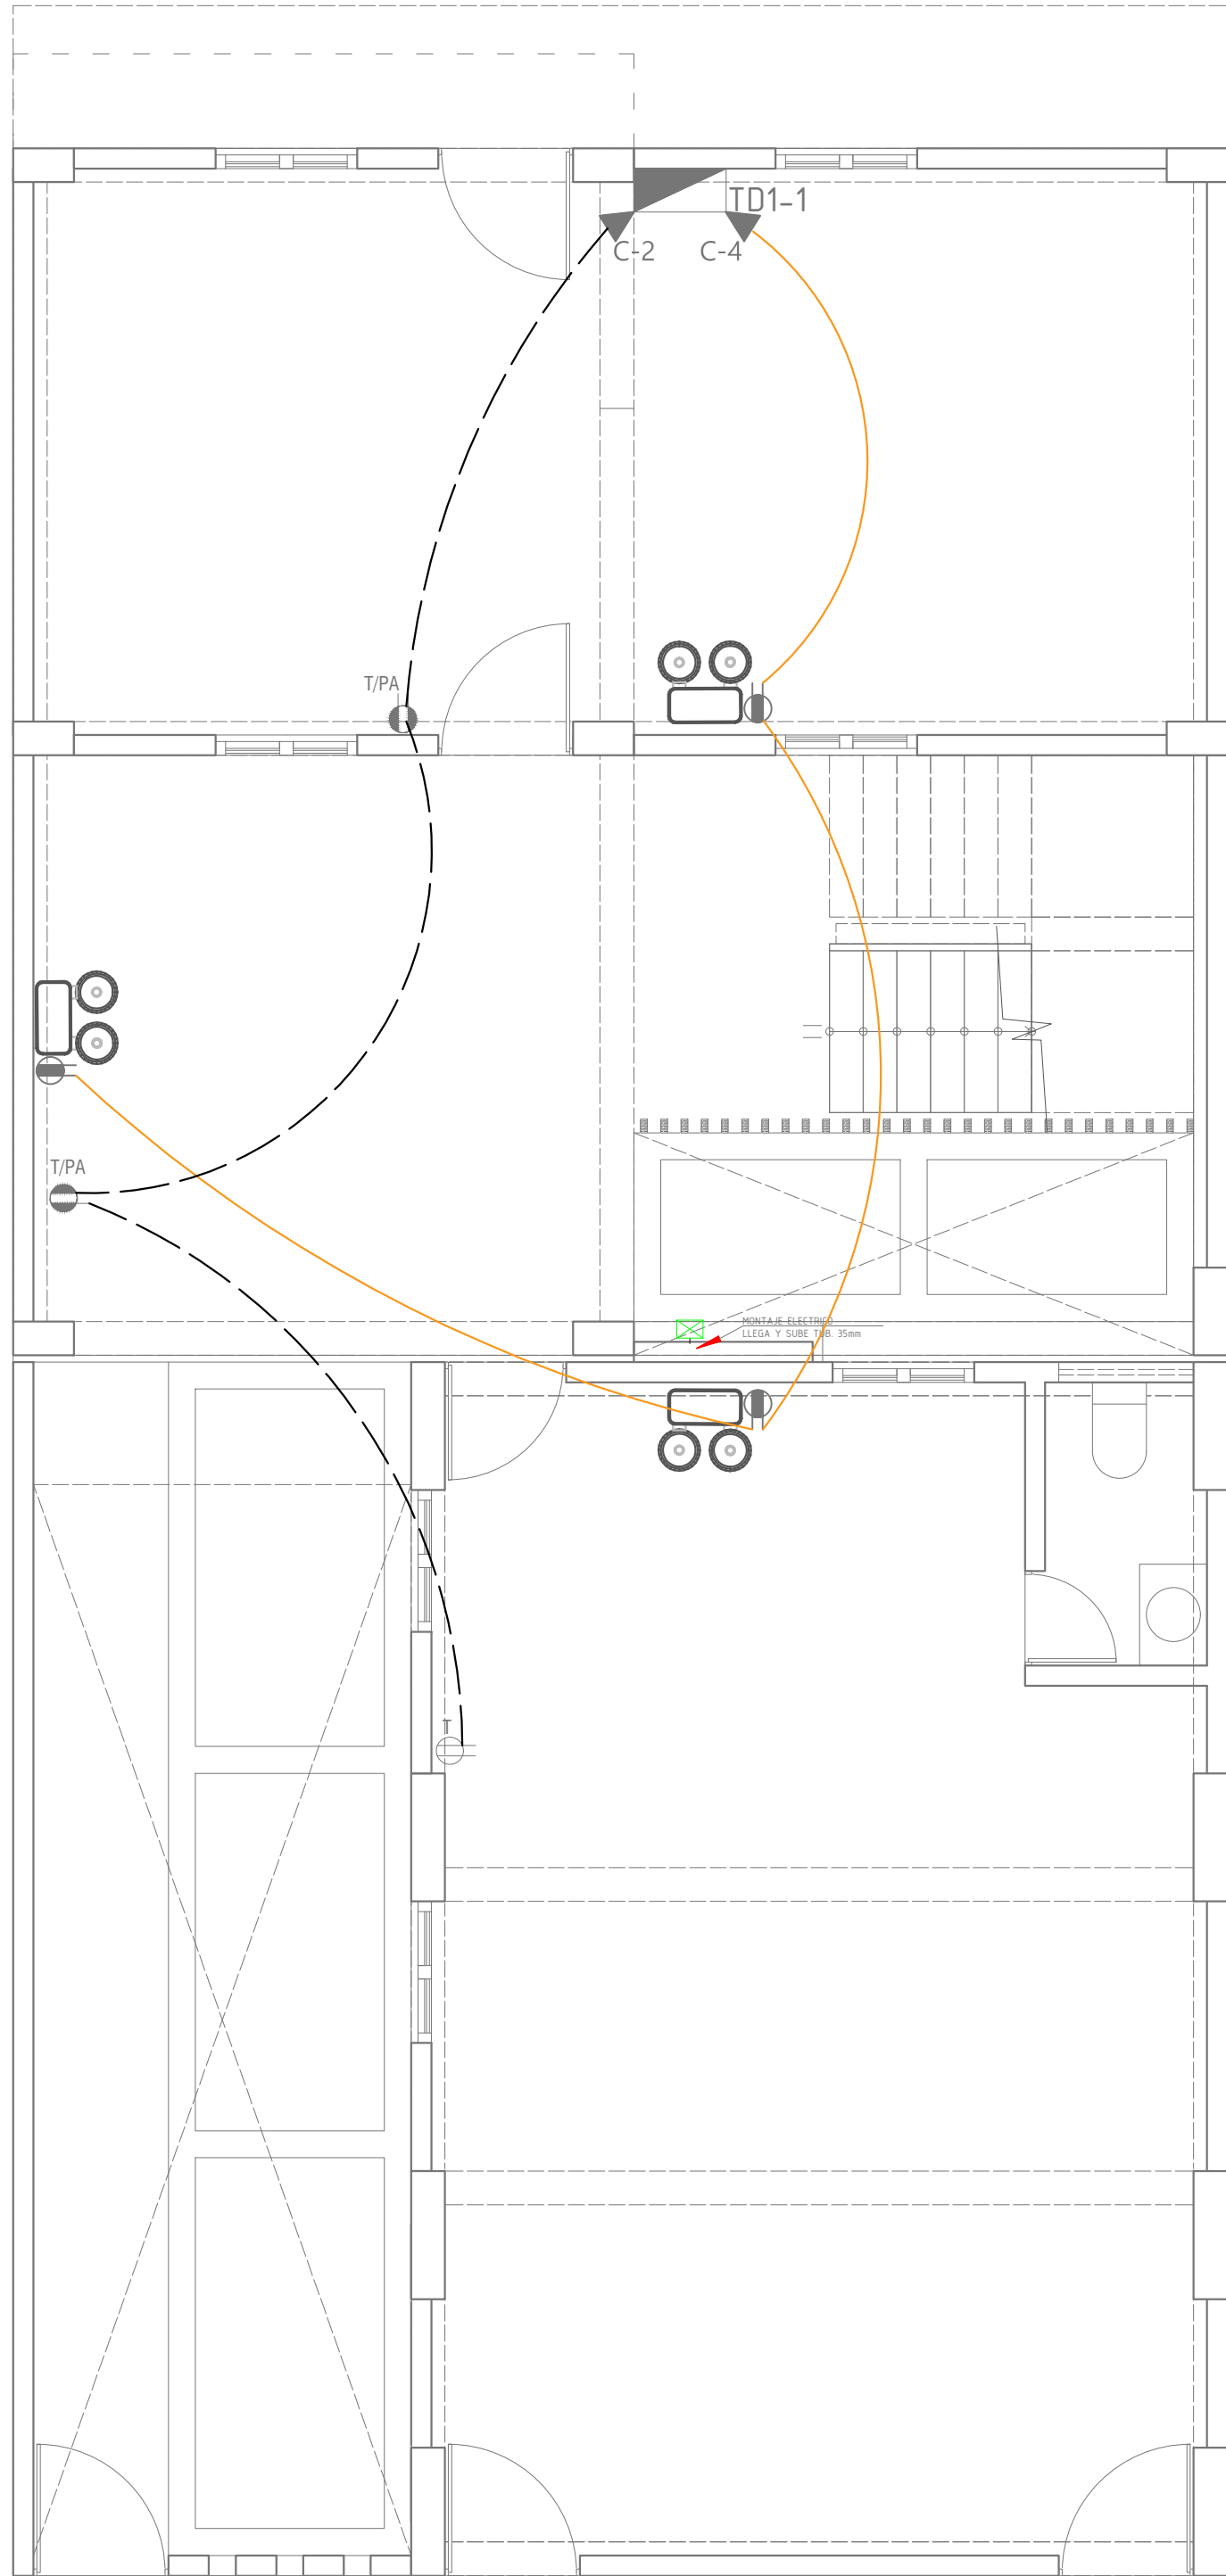 TD1-1
C-2
C-4
T/PA
T/PA
MONTAJE ELECTRICO
LLEGA Y SUBE TUB. 35mm
T